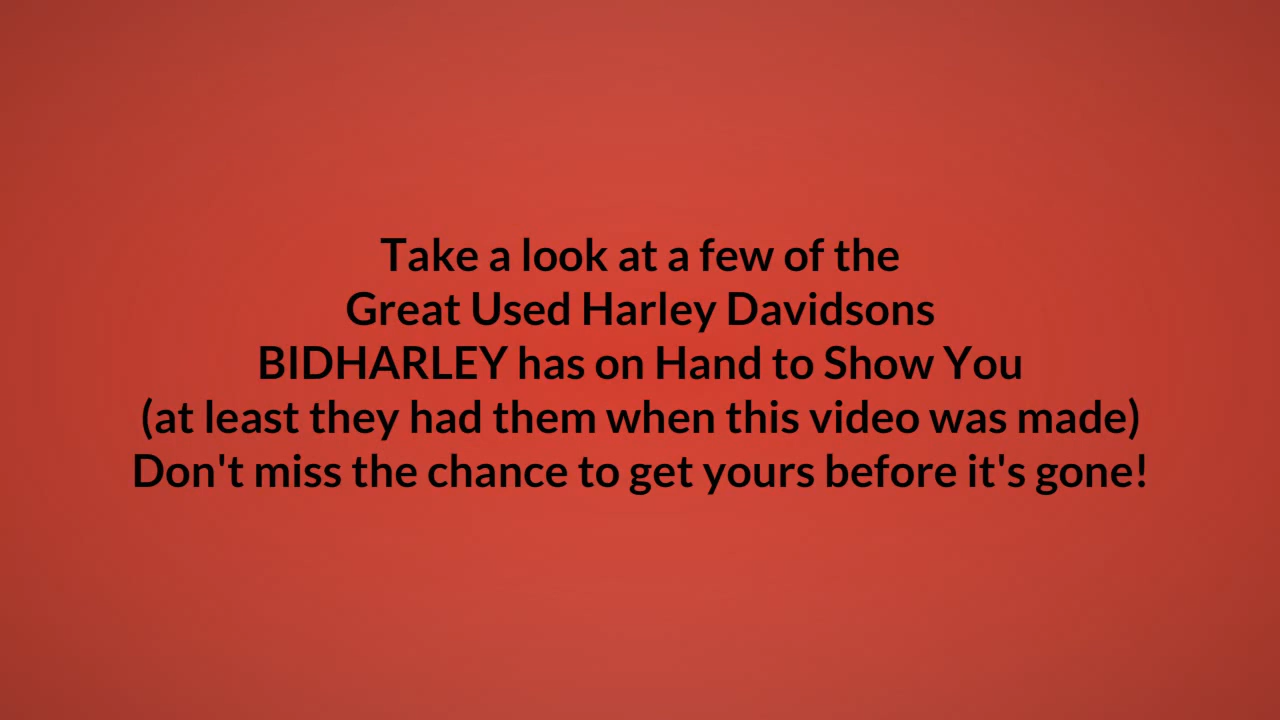 Take a look at a few of the
Great Used Harley Davidsons
BIDHARLEY has on Hand to Show You
(at least they had them when this video was made)
Don't miss the chance to get yours before it's gone!